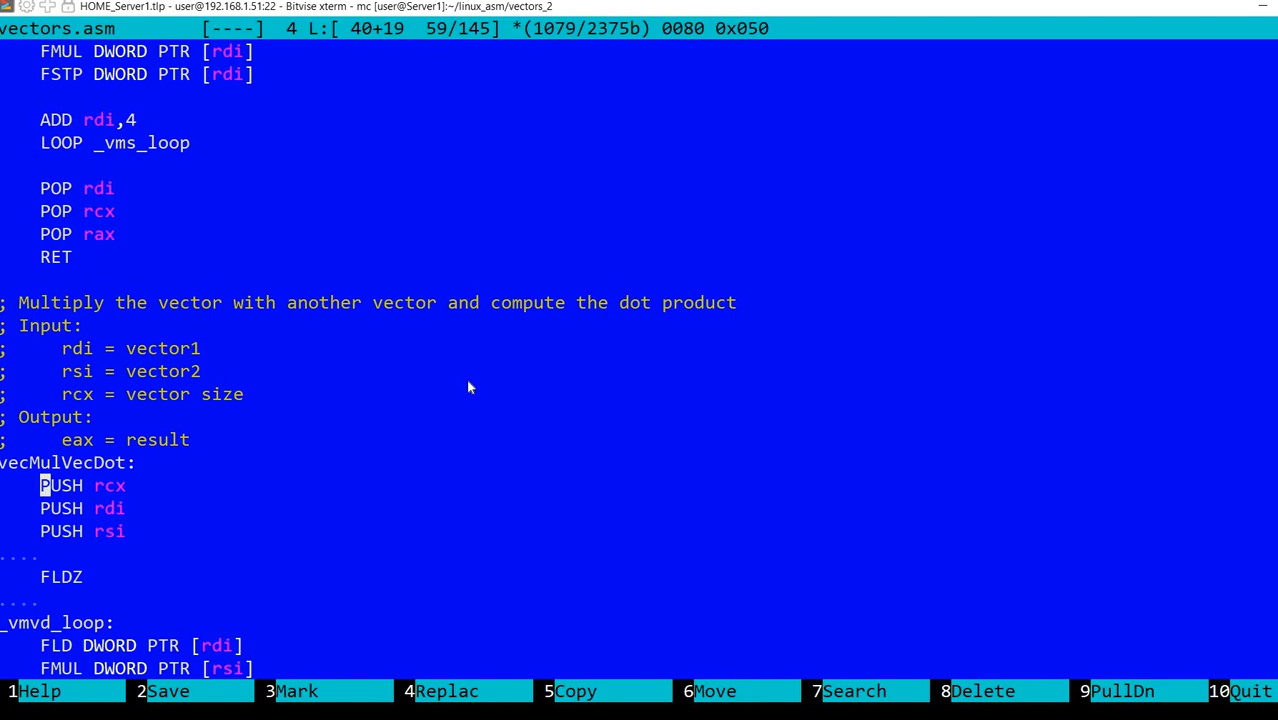 HOME_Server1.tlp - user@192.168.1.51:22 - Bitvise xterm - mc [user@Server1]:~/linux_asm/vectors_2
vectors.asm        [----]  4 L:[ 40+19  59/145] *(1079/2375b) 0080 0x050
FMUL DWORD PTR [rdi]
FSTP DWORD PTR [rdi]
ADD rdi,4
LOOP _vms_loop
POP rdi
POP rcx
POP rax
RET
; Multiply the vector with another vector and compute the dot product
; Input:
;     rdi = vector1
;     rsi = vector2
;     rcx = vector size
; Output:
;     eax = result
vecMulVecDot:
PUSH rcx
PUSH rdi
PUSH rsi
....
FLDZ
....
_vmvd_loop:
FLD DWORD PTR [rdi]
FMUL DWORD PTR [rsi]
1Help 2Save 3Mark 4Replac 5Copy 6Move 7Search 8Delete 9PullDn 10Quit